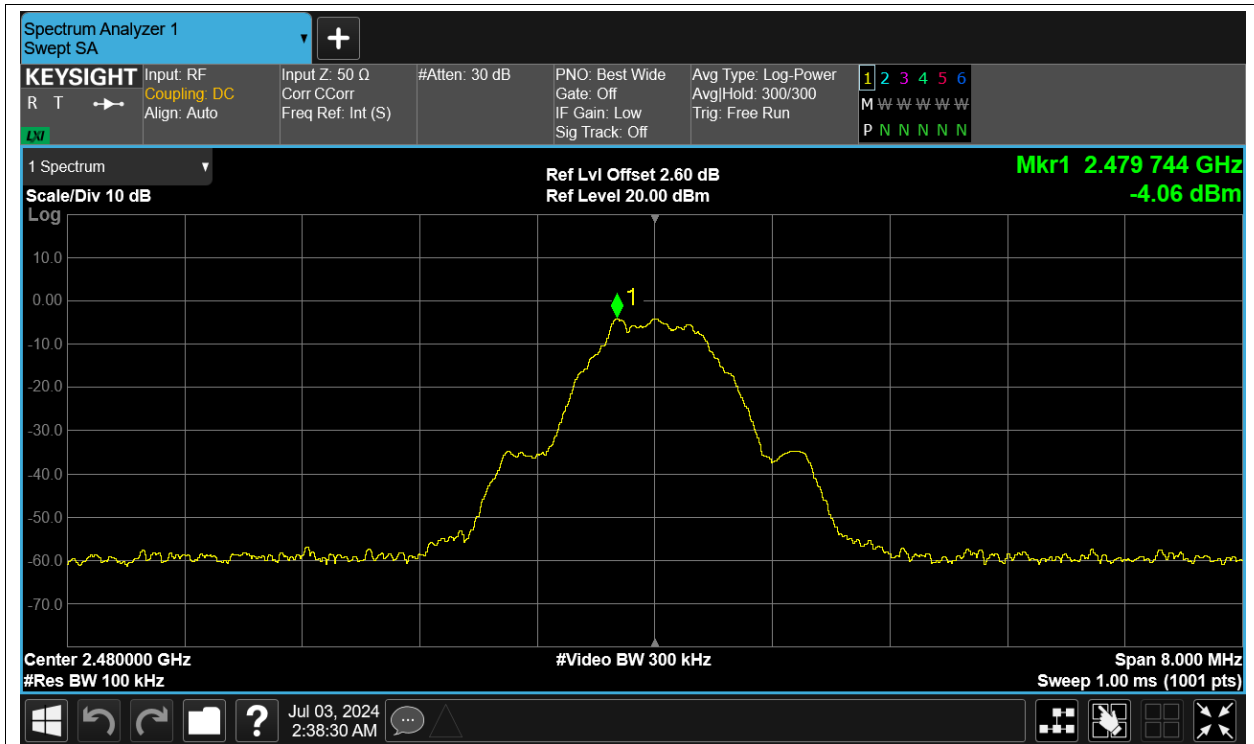 Spectrum Analyzer 1
Swept SA
+
KEYSIGHT
R T
LXI
Input: RF
Coupling: DC
Align: Auto
Input Z: 50 Ω
Corr CCorr
Freq Ref: Int (S)
#Atten: 30 dB
PNO: Best Wide
Gate: Off
IF Gain: Low
Sig Track: Off
Avg Type: Log-Power
Avg|Hold: 300/300
Trig: Free Run
1 2 3 4 5 6
M W W W W W
P N N N N N
1 Spectrum
Scale/Div 10 dB
Log
Ref Lvl Offset 2.60 dB
Ref Level 20.00 dBm
Mkr1 2.479 744 GHz
-4.06 dBm
10.0
0.00
-10.0
-20.0
-30.0
-40.0
-50.0
-60.0
-70.0
1
Center 2.480000 GHz
#Res BW 100 kHz
#Video BW 300 kHz
Span 8.000 MHz
Sweep 1.00 ms (1001 pts)
?
Jul 03, 2024
2:38:30 AM